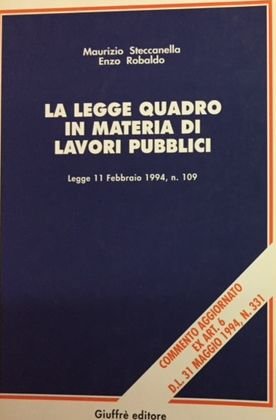 Maurizio Steccanella
Enzo Robaldo
LA LEGGE QUADRO
IN MATERIA DI
LAVORI PUBBLICI
Legge 11 Febbraio 1994, n. 109
COMMENTO AGGIORNATO
EX ART. 6
D.L. 31 MAGGIO 1994, N. 331
Giuffrè editore